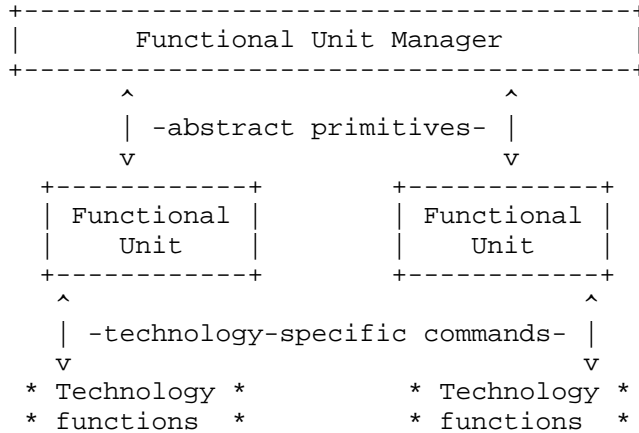 Functional Unit Manager
-abstract primitives-
Functional Functional
Unit Unit
-technology-specific commands-
* Technology * * Technology *
* functions * * functions *